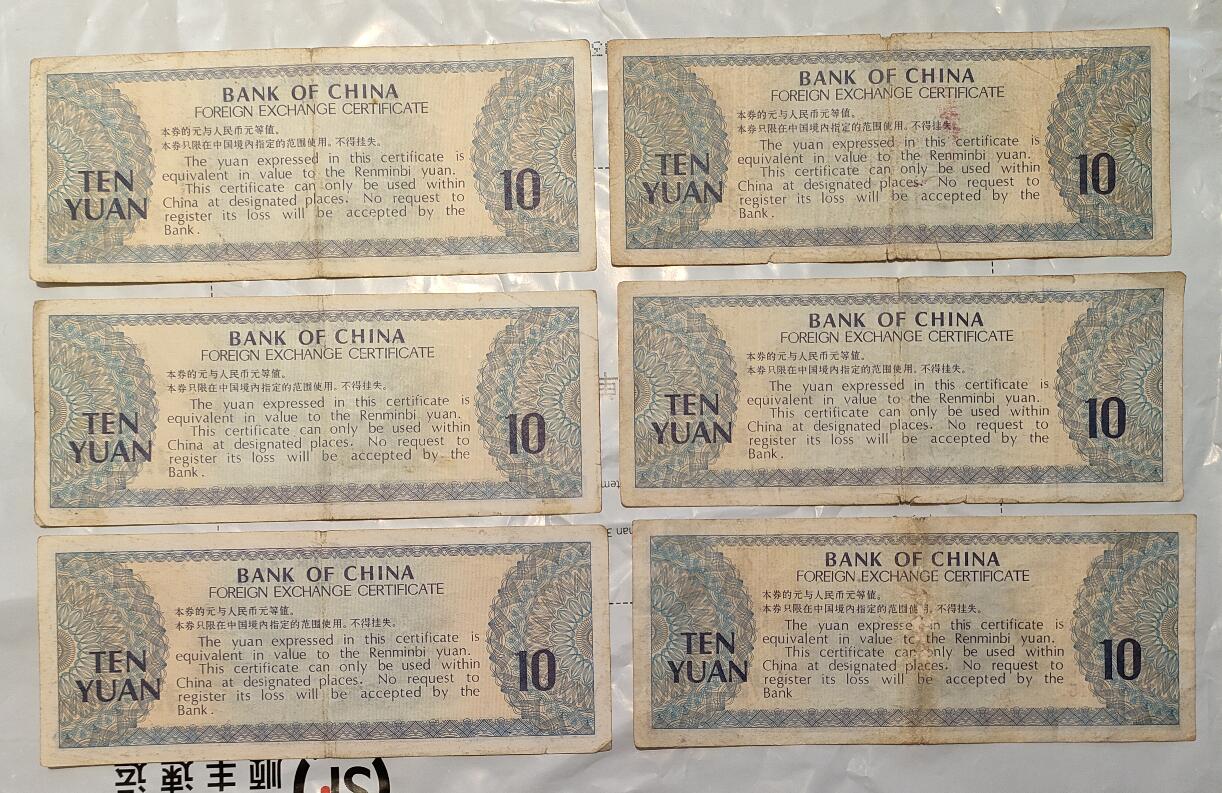 BANK OF CHINA
FOREIGN EXCHANGE CERTIFICATE
本券的元与人民币元等值。
本券只限在中国境内指定的范围使用。不得挂失。
The yuan expressed in this certificate is
equivalent in value to the Renminbi yuan.
This certificate can only be used within
China at designated places. No request to
register its loss will be accepted by the
Bank.
TEN
YUAN
10
BANK OF CHINA
FOREIGN EXCHANGE CERTIFICATE
本券的元与人民币元等值。
本券只限在中国境内指定的范围使用。不得挂失。
The yuan expressed in this certificate is
equivalent in value to the Renminbi yuan.
This certificate can only be used within
China at designated places. No request to
register its loss will be accepted by the
Bank.
TEN
YUAN
10
BANK OF CHINA
FOREIGN EXCHANGE CERTIFICATE
本券的元与人民币元等值。
本券只限在中国境内指定的范围使用。不得挂失。
The yuan expressed in this certificate is
equivalent in value to the Renminbi yuan.
This certificate can only be used within
China at designated places. No request to
register its loss will be accepted by the
Bank.
TEN
YUAN
10
BANK OF CHINA
FOREIGN EXCHANGE CERTIFICATE
本券的元与人民币元等值。
本券只限在中国境内指定的范围使用。不得挂失。
The yuan expressed in this certificate is
equivalent in value to the Renminbi yuan.
This certificate can only be used within
China at designated places. No request to
register its loss will be accepted by the
Bank.
TEN
YUAN
10
BANK OF CHINA
FOREIGN EXCHANGE CERTIFICATE
本券的元与人民币元等值。
本券只限在中国境内指定的范围使用。不得挂失。
The yuan expressed in this certificate is
equivalent in value to the Renminbi yuan.
This certificate can only be used within
China at designated places. No request to
register its loss will be accepted by the
Bank.
TEN
YUAN
10
BANK OF CHINA
FOREIGN EXCHANGE CERTIFICATE
本券的元与人民币元等值。
本券只限在中国境内指定的范围使用。不得挂失。
The yuan expressed in this certificate is
equivalent in value to the Renminbi yuan.
This certificate can only be used within
China at designated places. No request to
register its loss will be accepted by the
Bank
TEN
YUAN
10
SF
顺丰速运